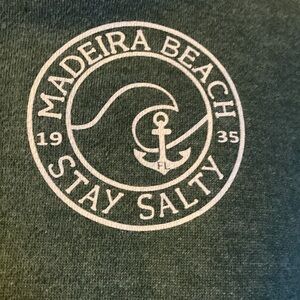 MADEIRA BEACH
19 35
FL
STAY SALTY